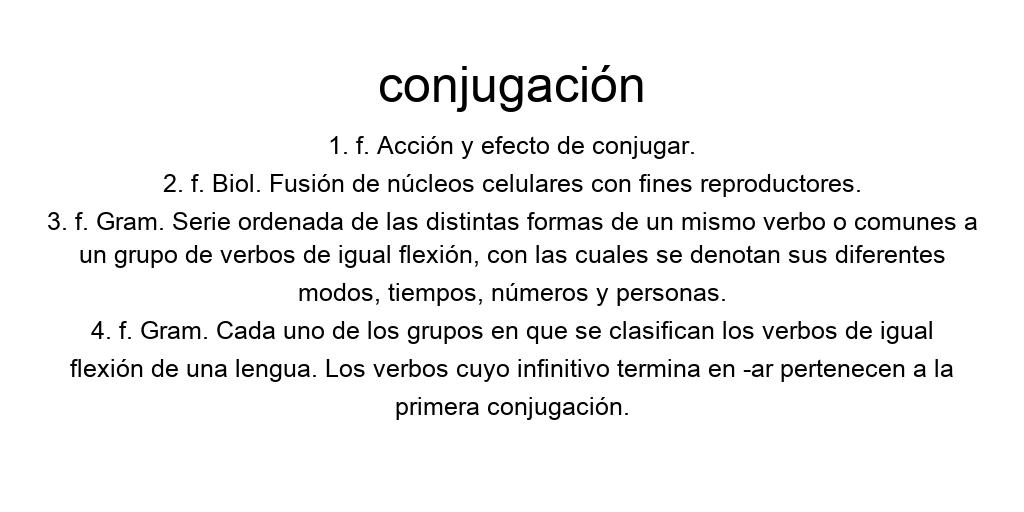 conjugación
1. f. Acción y efecto de conjugar.
2. f. Biol. Fusión de núcleos celulares con fines reproductores.
3. f. Gram. Serie ordenada de las distintas formas de un mismo verbo o comunes a
un grupo de verbos de igual flexión, con las cuales se denotan sus diferentes
modos, tiempos, números y personas.
4. f. Gram. Cada uno de los grupos en que se clasifican los verbos de igual
flexión de una lengua. Los verbos cuyo infinitivo termina en -ar pertenecen a la
primera conjugación.